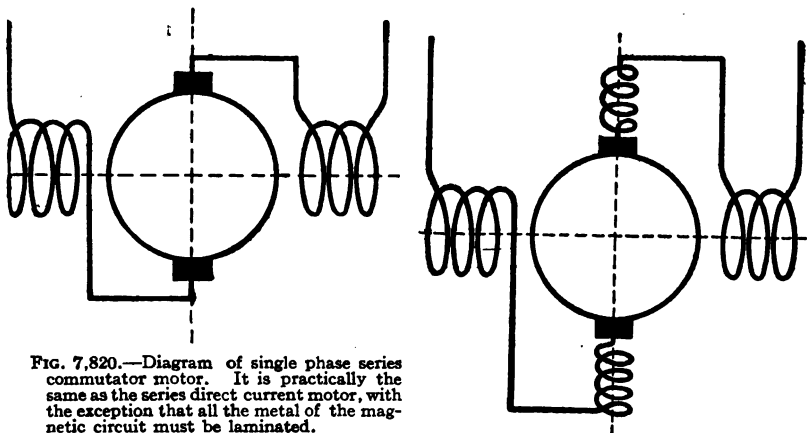 FIG. 7,820.—Diagram of single phase series
commutator motor. It is practically the
same as the series direct current motor, with
the exception that all the metal of the mag-
netic circuit must be laminated.